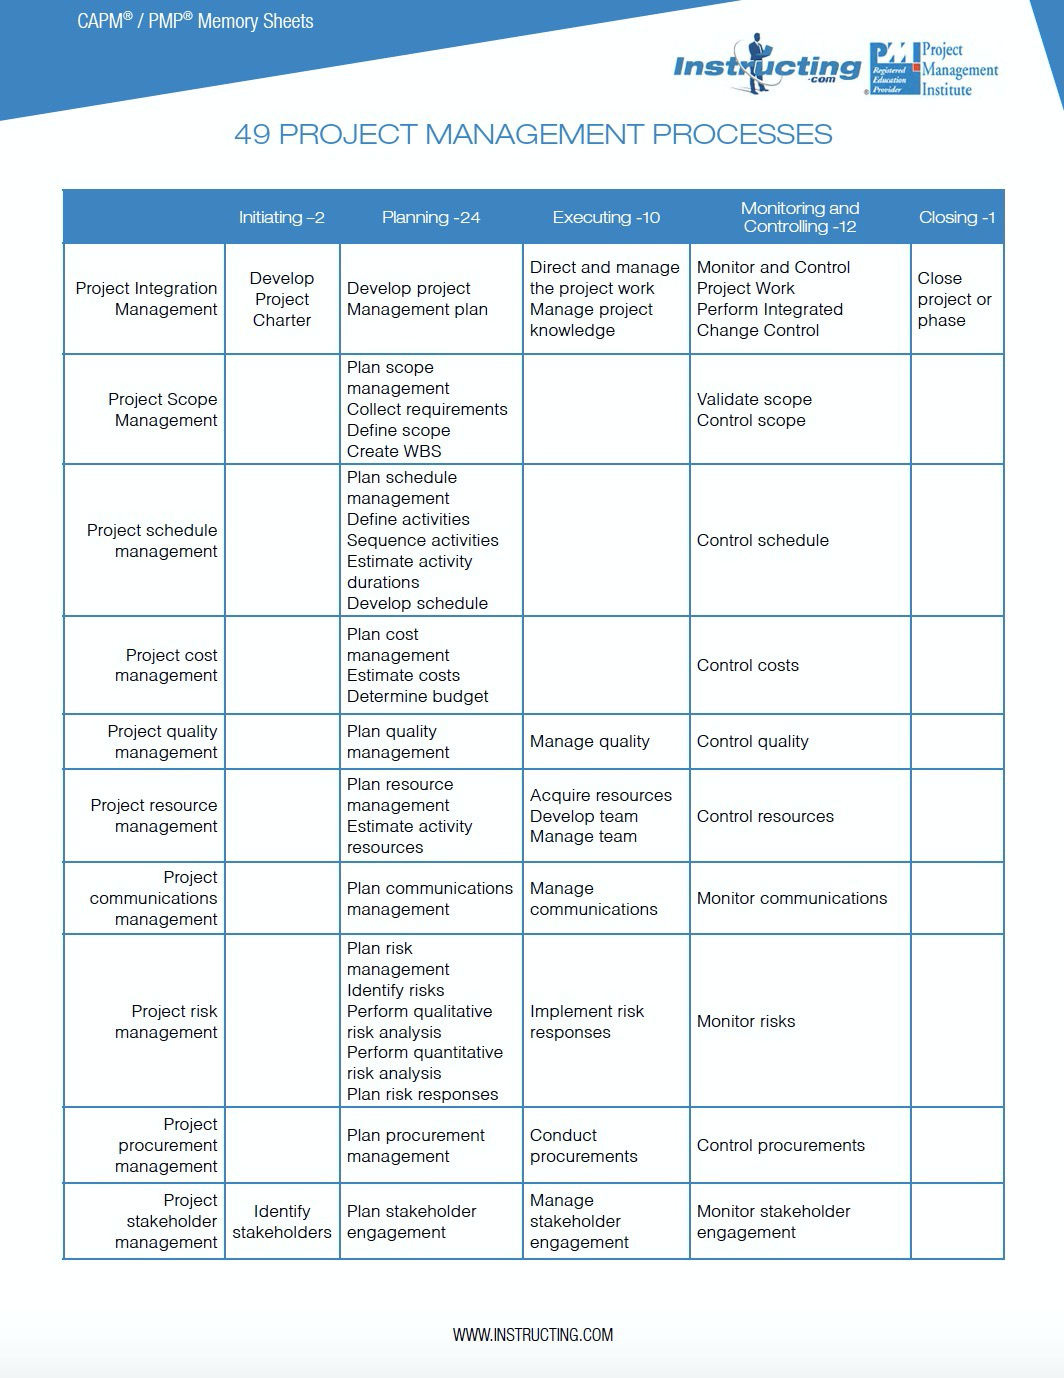 CAPM® / PMP® Memory Sheets
Instructing
.com
PMI
Registered
Education
Provider
®
Project
Management
Institute
49 PROJECT MANAGEMENT PROCESSES
Initiating –2
Planning -24
Executing -10
Monitoring and
Controlling -12
Closing -1
Project Integration
Management
Develop
Project
Charter
Develop project
Management plan
Direct and manage
the project work
Manage project
knowledge
Monitor and Control
Project Work
Perform Integrated
Change Control
Close
project or
phase
Project Scope
Management
Plan scope
management
Collect requirements
Define scope
Create WBS
Validate scope
Control scope
Project schedule
management
Plan schedule
management
Define activities
Sequence activities
Estimate activity
durations
Develop schedule
Control schedule
Project cost
management
Plan cost
management
Estimate costs
Determine budget
Control costs
Project quality
management
Plan quality
management
Manage quality
Control quality
Project resource
management
Plan resource
management
Estimate activity
resources
Acquire resources
Develop team
Manage team
Control resources
Project
communications
management
Plan communications
management
Manage
communications
Monitor communications
Project risk
management
Plan risk
management
Identify risks
Perform qualitative
risk analysis
Perform quantitative
risk analysis
Plan risk responses
Implement risk
responses
Monitor risks
Project
procurement
management
Plan procurement
management
Conduct
procurements
Control procurements
Project
stakeholder
management
Identify
stakeholders
Plan stakeholder
engagement
Manage
stakeholder
engagement
Monitor stakeholder
engagement
WWW.INSTRUCTING.COM